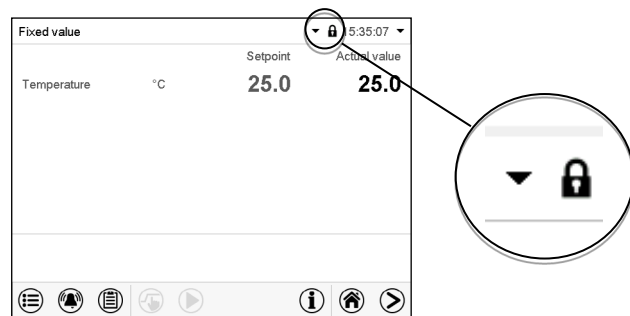 Fixed value 15:35:07
Setpoint Actual value
Temperature °C 25.0 25.0